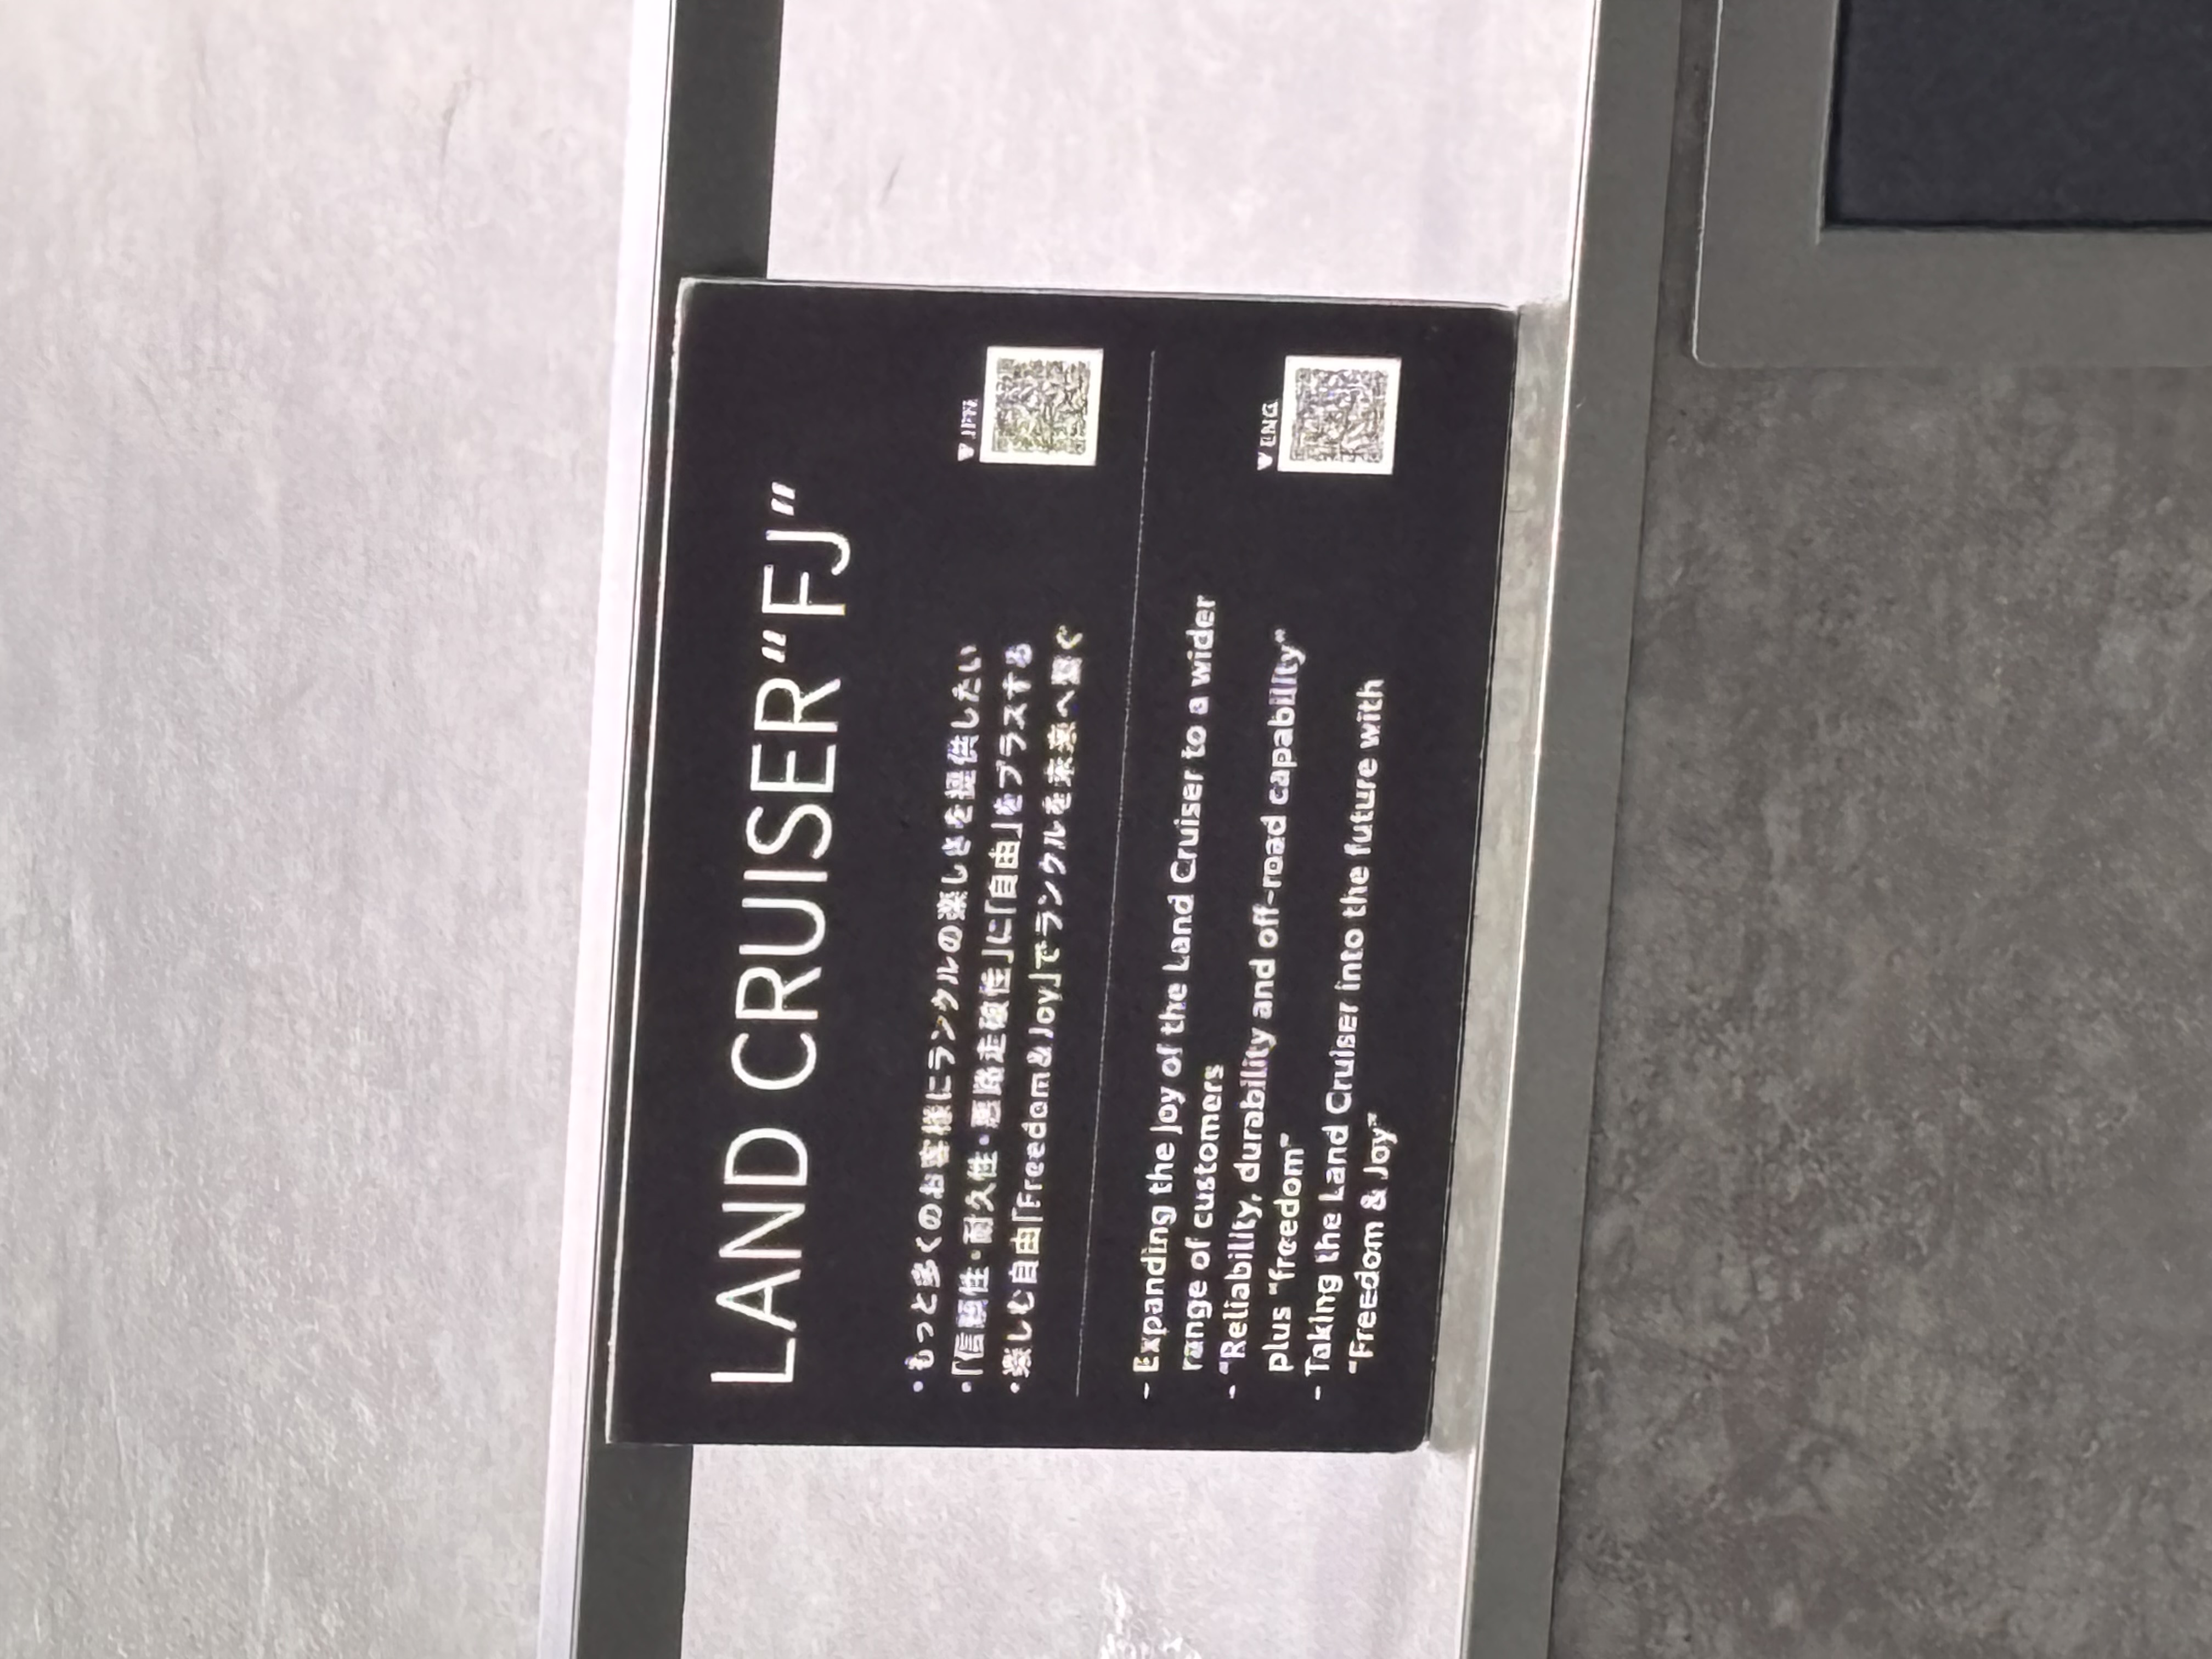 LAND CRUISER"FJ"
・もっと多くのお客様にランクルの楽しさを提供したい
・「信頼性・耐久性・悪路走破性」に「自由」をプラスする
・楽しむ自由「Freedom & Joy」でランクルを未来へ繋ぐ
▼JPN
- Expanding the joy of the Land Cruiser to a wider
range of customers
- "Reliability, durability and off-road capability"
plus "freedom"
- Taking the Land Cruiser into the future with
"Freedom & Joy"
▼ENG